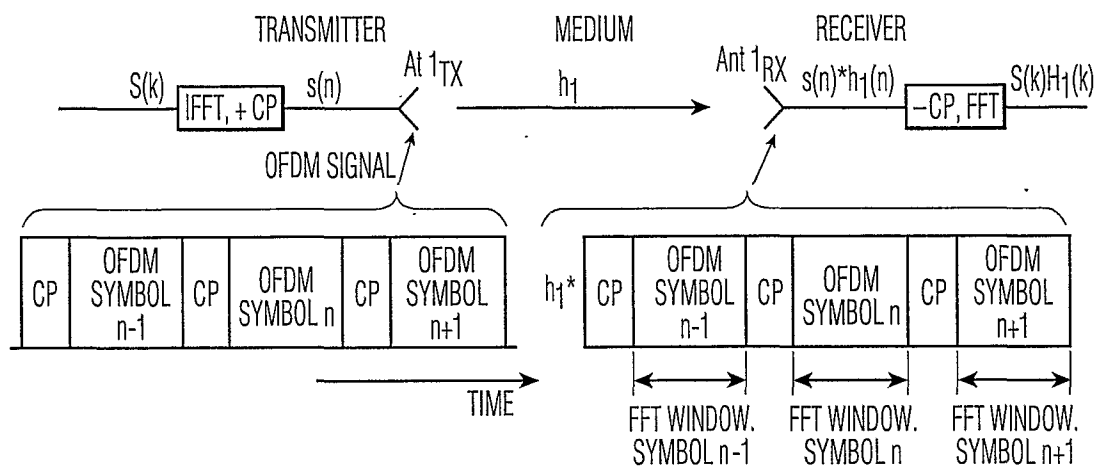 TRANSMITTER MEDIUM RECEIVER
S(k) IFFT, + CP s(n) At 1TX h1 Ant 1RX s(n)*h1(n) –CP, FFT S(k)H1(k)
OFDM SIGNAL
CP OFDM SYMBOL n-1 CP OFDM SYMBOL n CP OFDM SYMBOL n+1
h1* CP OFDM SYMBOL n-1 CP OFDM SYMBOL n CP OFDM SYMBOL n+1
TIME
FFT WINDOW. FFT WINDOW. FFT WINDOW.
SYMBOL n-1 SYMBOL n SYMBOL n+1